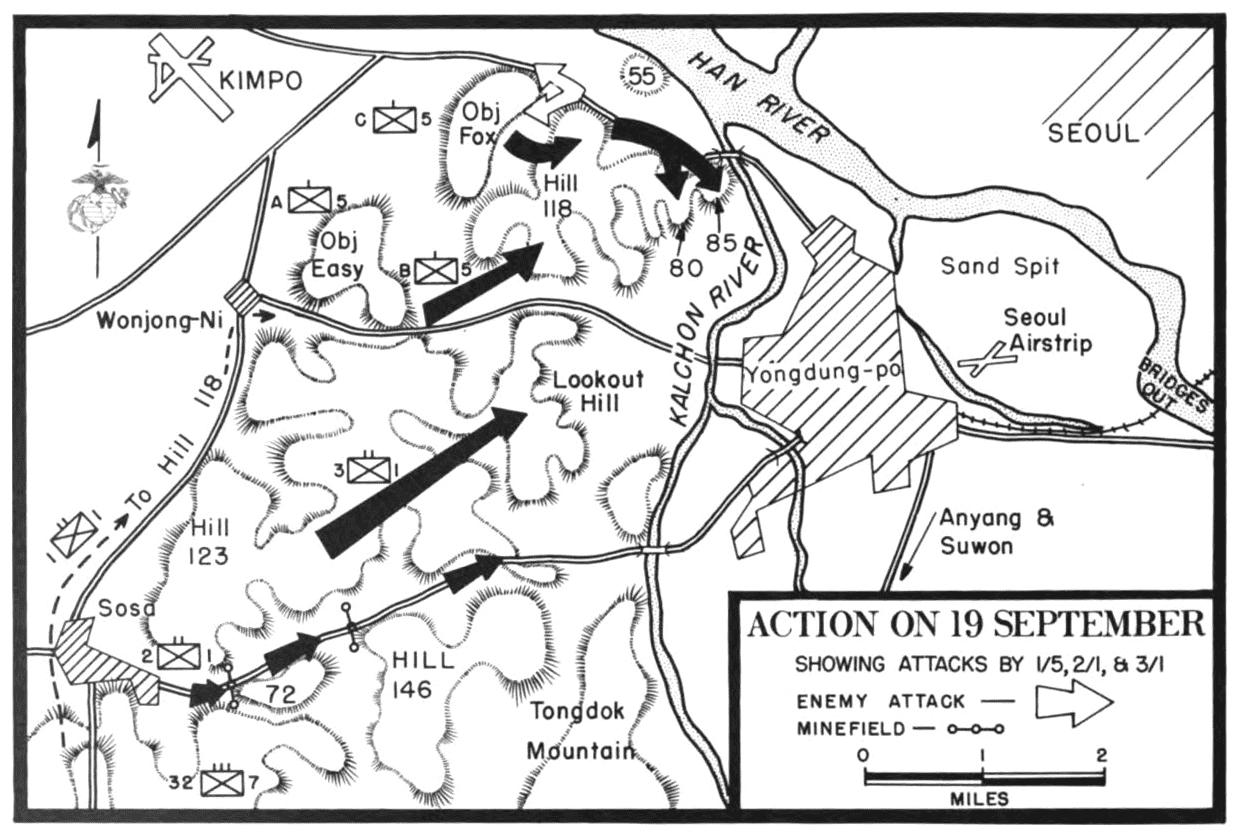 KIMPO
HAN RIVER
55
SEOUL
C 5
Obj
Fox
A 5
Hill
118
Obj
Easy
B 5
80
85
KALCHON RIVER
Sand Spit
Wonjong-Ni
Seoul
Airstrip
BRIDGES
OUT
Lookout
Hill
Yongdung-po
To Hill 118
3 1
1 1
Hill
123
Anyang &
Suwon
Sosa
2 1
72
HILL
146
Tongdok
Mountain
32 7
ACTION ON 19 SEPTEMBER
SHOWING ATTACKS BY 1/5, 2/1, & 3/1
ENEMY ATTACK —
MINEFIELD —
0 1 2
MILES